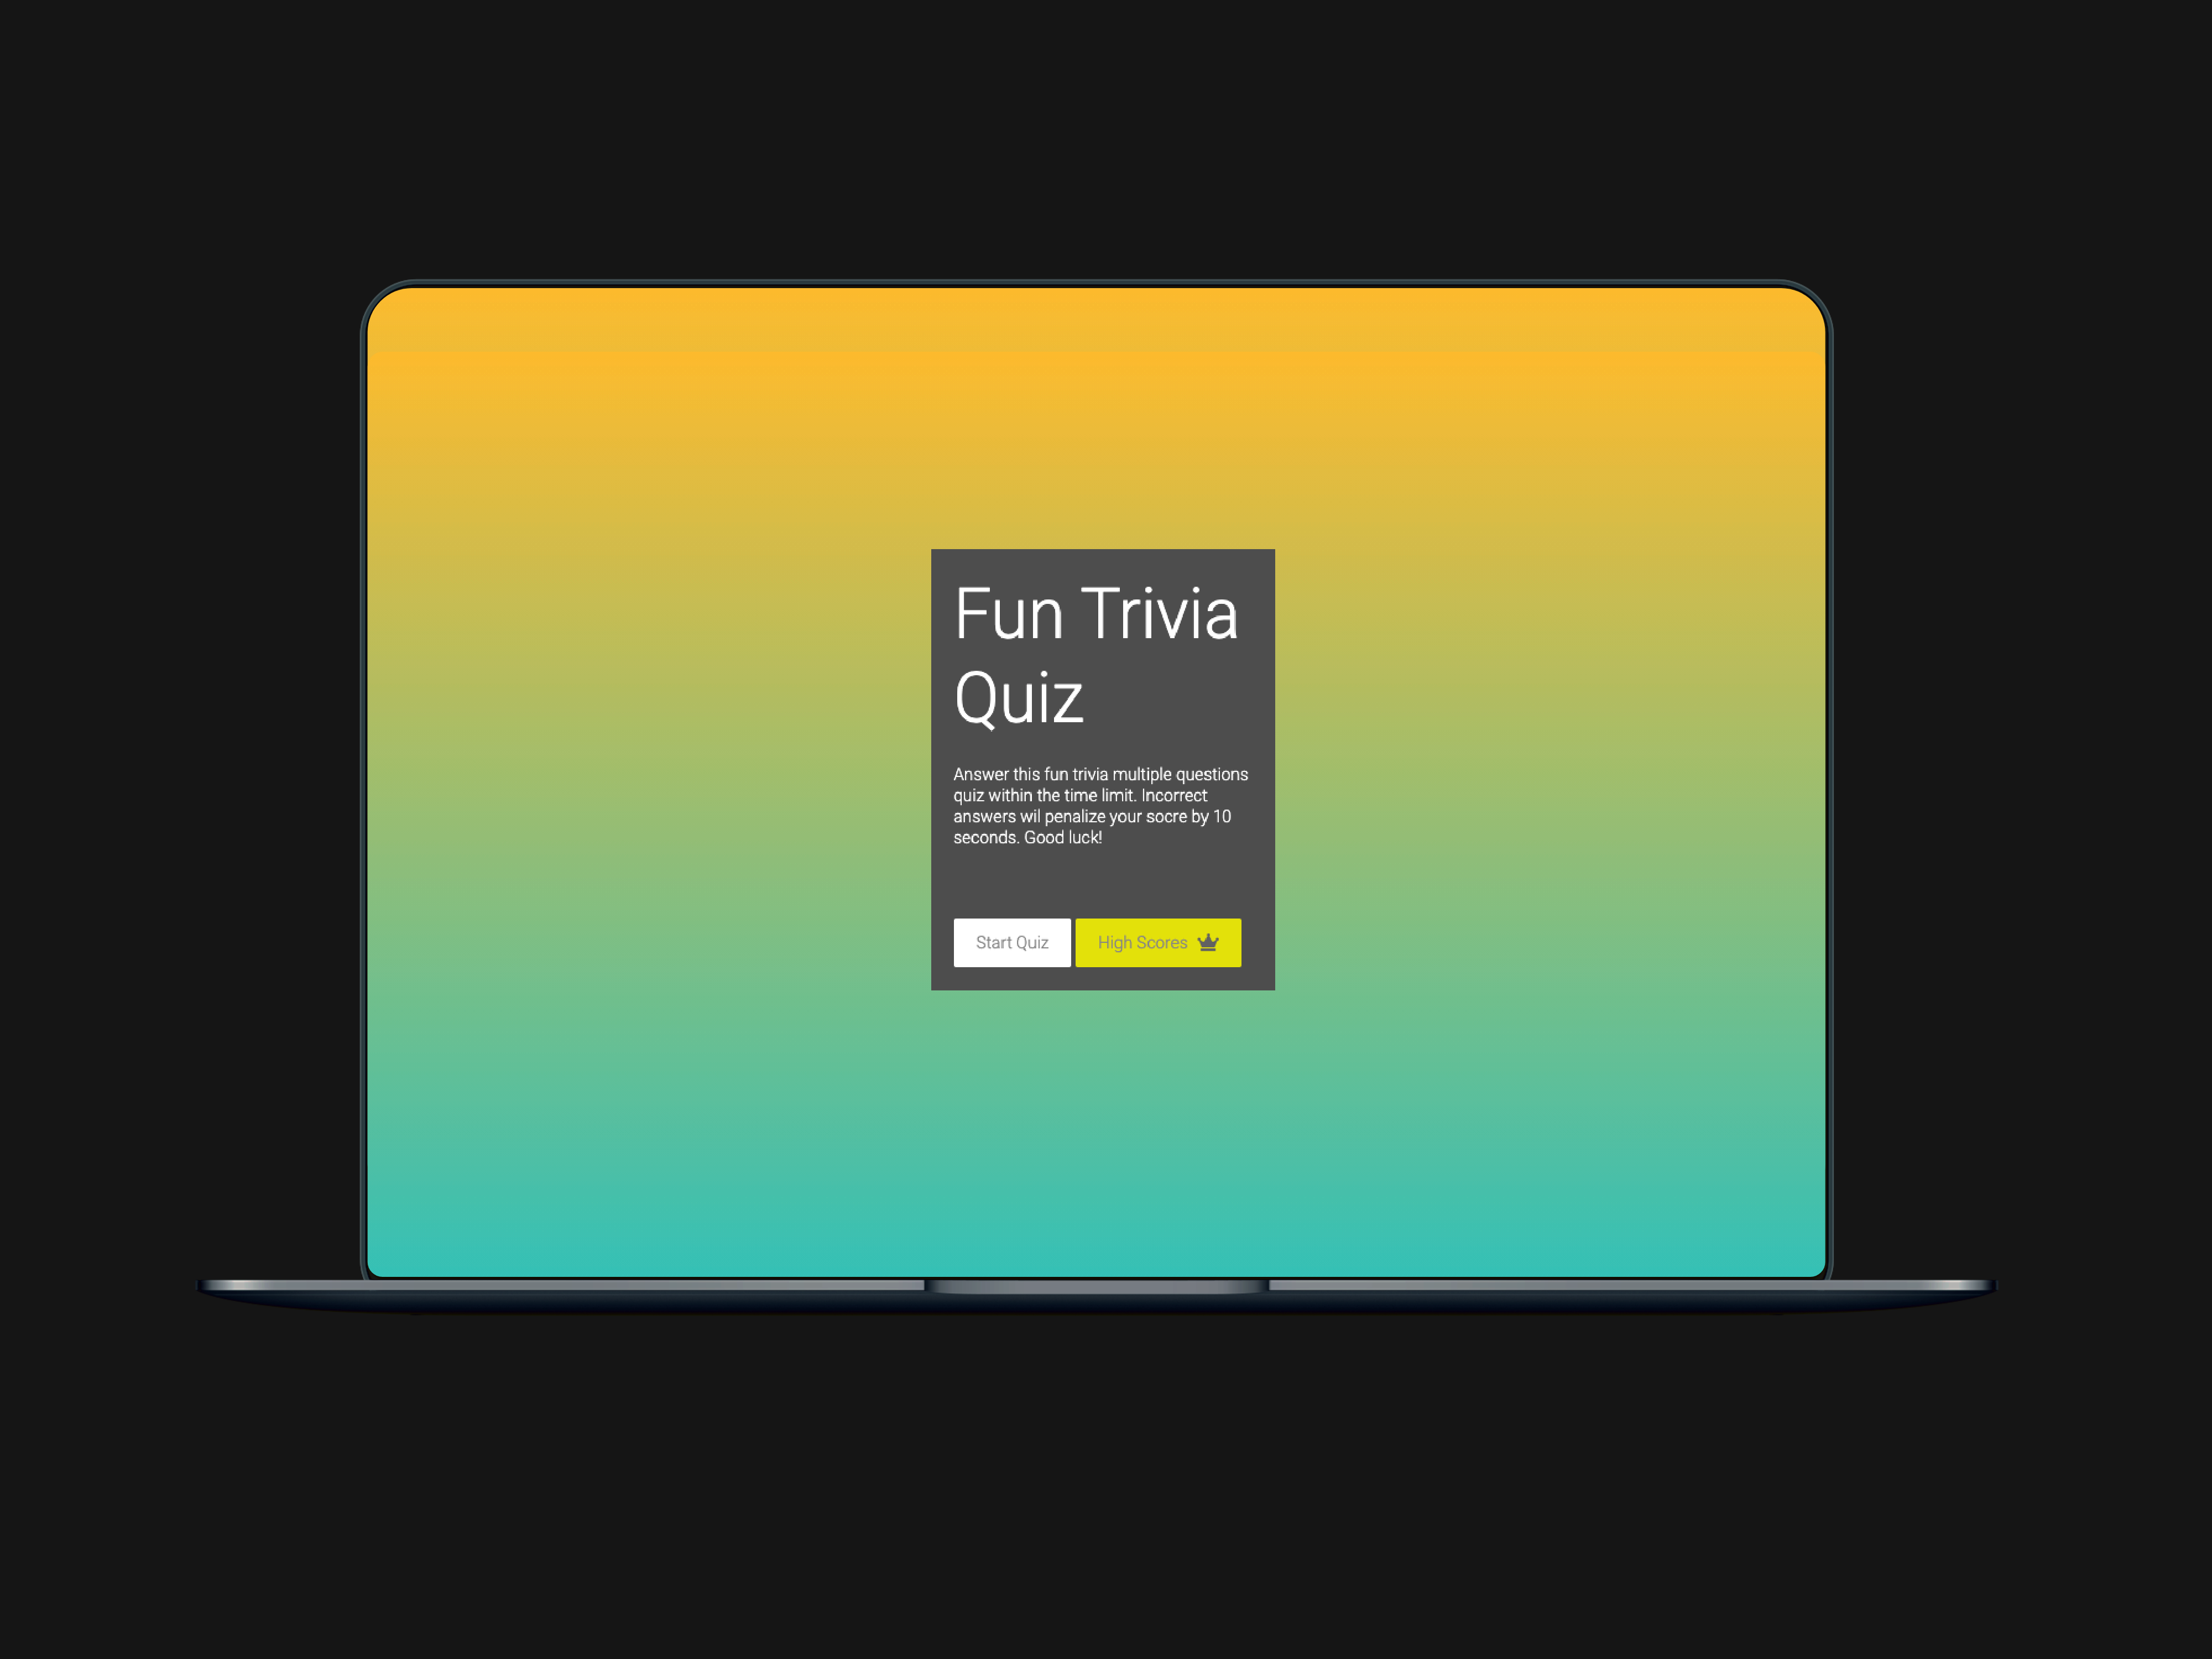 Fun Trivia
Quiz
Answer this fun trivia multiple questions
quiz within the time limit. Incorrect
answers wil penalize your socre by 10
seconds. Good luck!
Start Quiz
High Scores